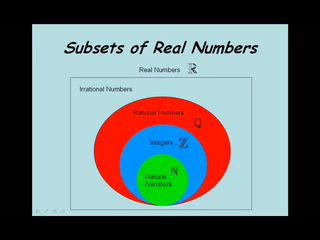 Subsets of Real Numbers
Real Numbers ℝ
Irrational Numbers
Rational Numbers
ℚ
Integers ℤ
ℕ
Natural
Numbers